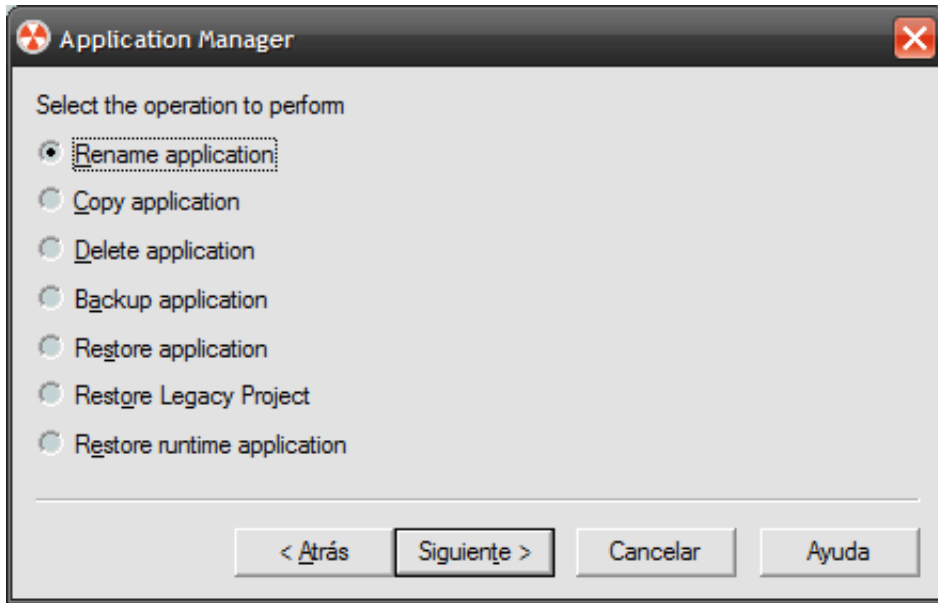 Application Manager
Select the operation to perform
Rename application
Copy application
Delete application
Backup application
Restore application
Restore Legacy Project
Restore runtime application
< Atrás Siguiente > Cancelar Ayuda